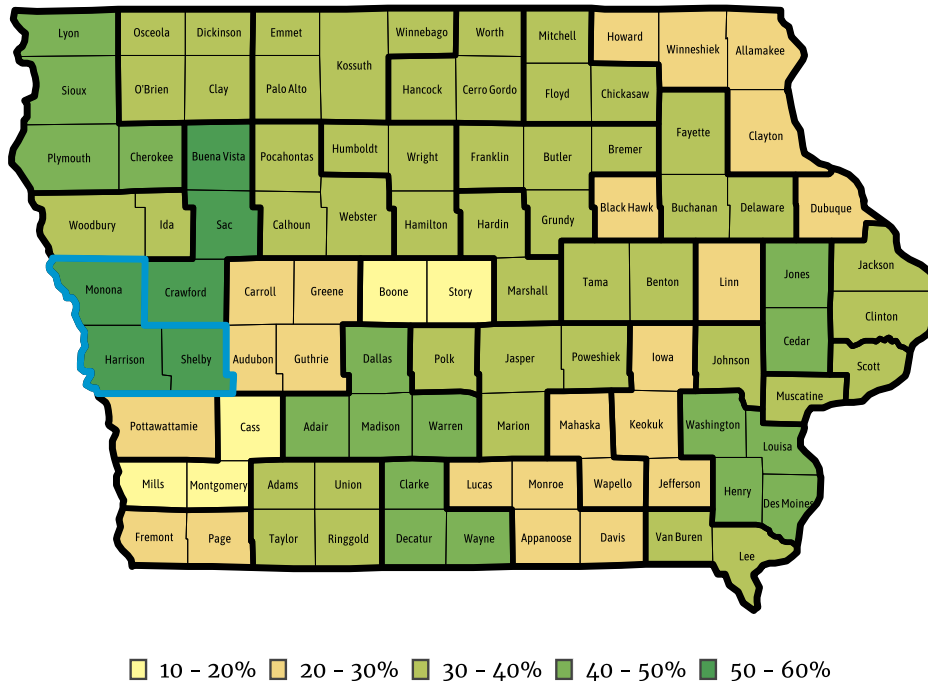 Lyon Osceola Dickinson Emmet Winnebago Worth Mitchell Howard Winneshiek Allamakee
Kossuth
Sioux O'Brien Clay Palo Alto Hancock Cerro Gordo Floyd Chickasaw
Fayette Clayton
Plymouth Cherokee Buena Vista Pocahontas Humboldt Wright Franklin Butler Bremer
Woodbury Ida Sac Calhoun Webster Hamilton Hardin Grundy Black Hawk Buchanan Delaware Dubuque
Jackson
Monona Crawford Carroll Greene Boone Story Marshall Tama Benton Linn Jones
Clinton
Harrison Shelby Audubon Guthrie Dallas Polk Jasper Poweshiek Iowa Johnson Cedar Scott
Muscatine
Pottawattamie Cass Adair Madison Warren Marion Mahaska Keokuk Washington Louisa
Mills Montgomery Adams Union Clarke Lucas Monroe Wapello Jefferson Henry Des Moines
Fremont Page Taylor Ringgold Decatur Wayne Appanoose Davis Van Buren Lee
10 - 20% 20 - 30% 30 - 40% 40 - 50% 50 - 60%